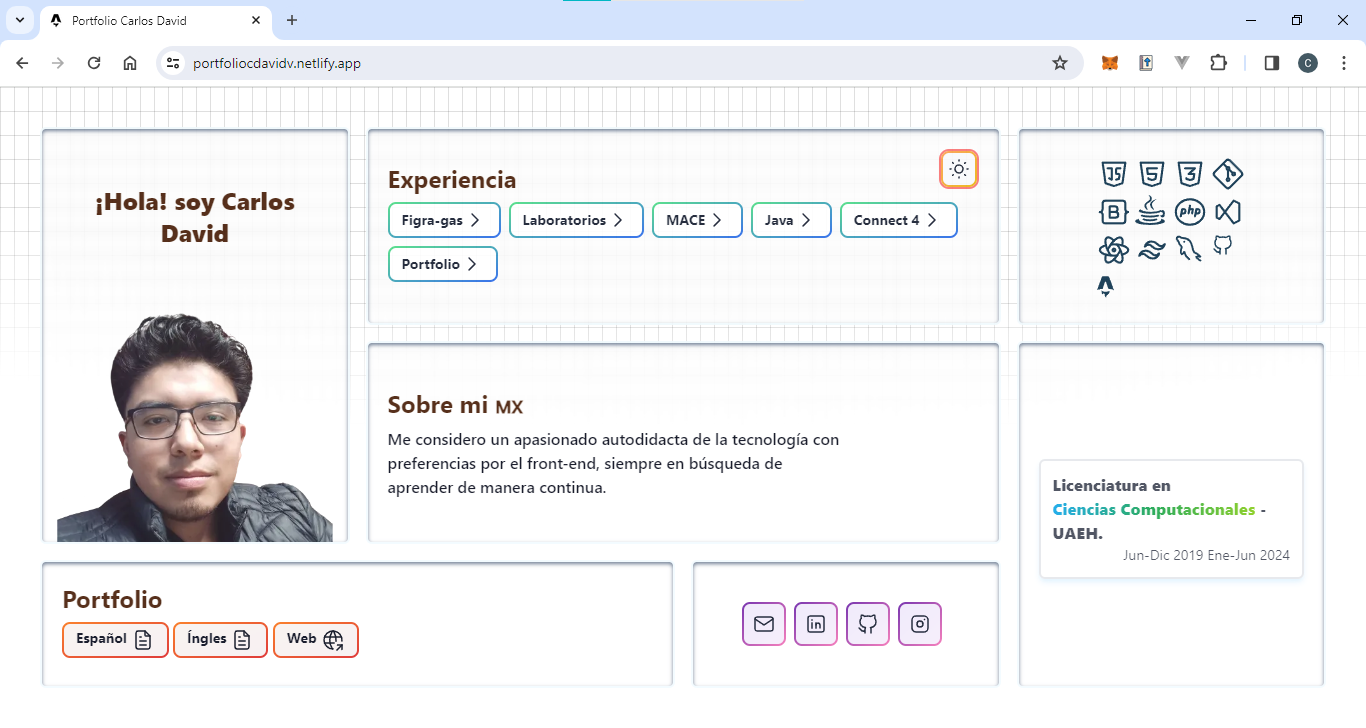 Portfolio Carlos David
portfoliocdavidv.netlify.app
C
¡Hola! soy Carlos
David
Experiencia
Figra-gas
Laboratorios
MACE
Java
Connect 4
Portfolio
JS
5
3
B
php
Sobre mi MX
Me considero un apasionado autodidacta de la tecnología con
preferencias por el front-end, siempre en búsqueda de
aprender de manera continua.
Licenciatura en
Ciencias Computacionales -
UAEH.
Jun-Dic 2019 Ene-Jun 2024
Portfolio
Español
Íngles
Web
in